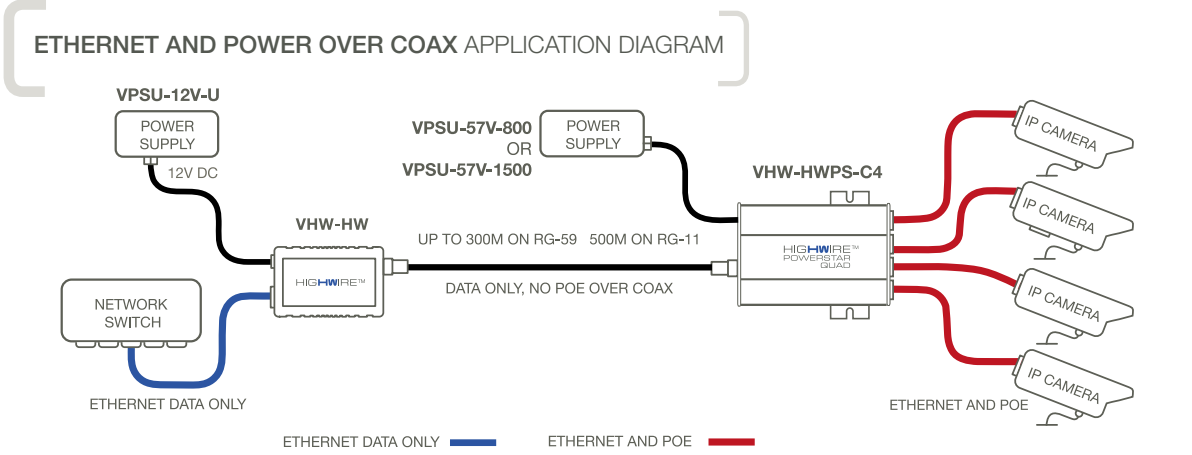 ETHERNET AND POWER OVER COAX APPLICATION DIAGRAM
VPSU-12V-U
POWER
SUPPLY
12V DC
VPSU-57V-800
OR
VPSU-57V-1500
POWER
SUPPLY
VHW-HWPS-C4
IP CAMERA
IP CAMERA
IP CAMERA
IP CAMERA
VHW-HW
HIGHWIRE™
UP TO 300M ON RG-59 500M ON RG-11
DATA ONLY, NO POE OVER COAX
HIGHWIRE™
POWERSTAR
QUAD
NETWORK
SWITCH
ETHERNET DATA ONLY
ETHERNET AND POE
ETHERNET DATA ONLY
ETHERNET AND POE